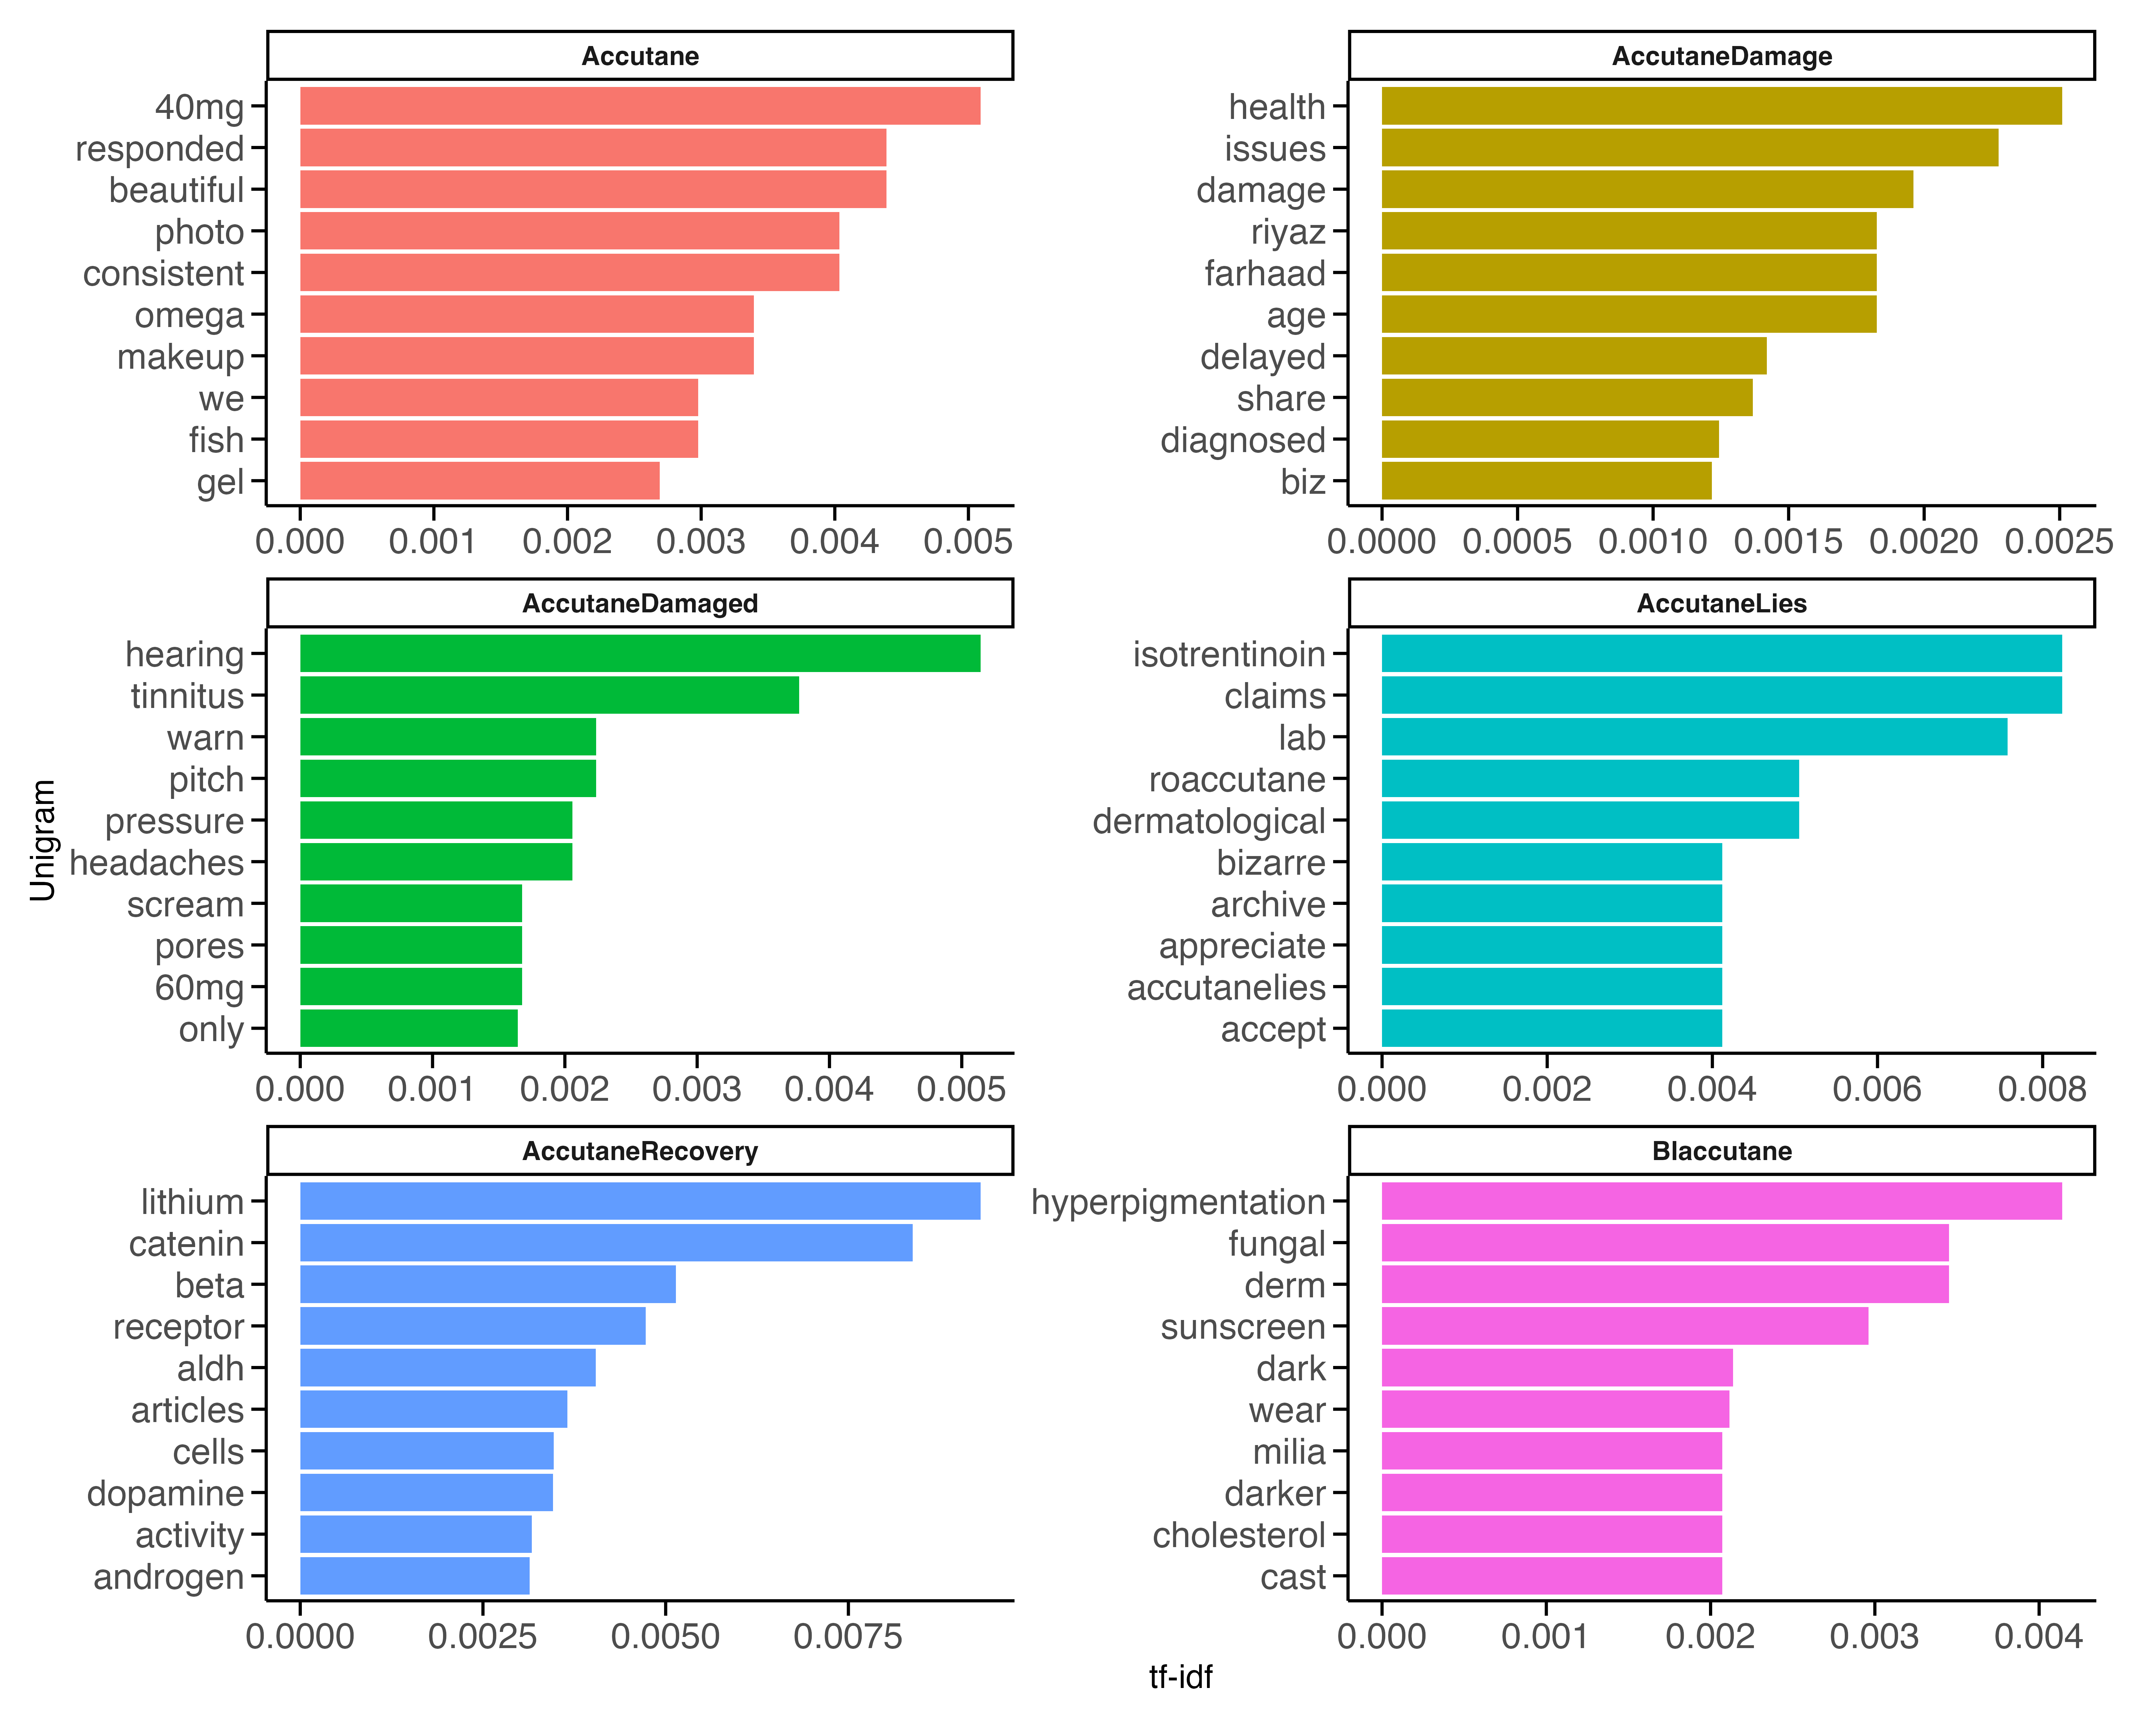 Accutane
40mg
responded
beautiful
photo
consistent
omega
makeup
we
fish
gel
0.000 0.001 0.002 0.003 0.004 0.005
AccutaneDamage
health
issues
damage
riyaz
farhaad
age
delayed
share
diagnosed
biz
0.0000 0.0005 0.0010 0.0015 0.0020 0.0025
AccutaneDamaged
hearing
tinnitus
warn
pitch
pressure
headaches
scream
pores
60mg
only
0.000 0.001 0.002 0.003 0.004 0.005
AccutaneLies
isotrentinoin
claims
lab
roaccutane
dermatological
bizarre
archive
appreciate
accutanelies
accept
0.000 0.002 0.004 0.006 0.008
AccutaneRecovery
lithium
catenin
beta
receptor
aldh
articles
cells
dopamine
activity
androgen
0.0000 0.0025 0.0050 0.0075
Blaccutane
hyperpigmentation
fungal
derm
sunscreen
dark
wear
milia
darker
cholesterol
cast
0.000 0.001 0.002 0.003 0.004
Unigram
tf-idf